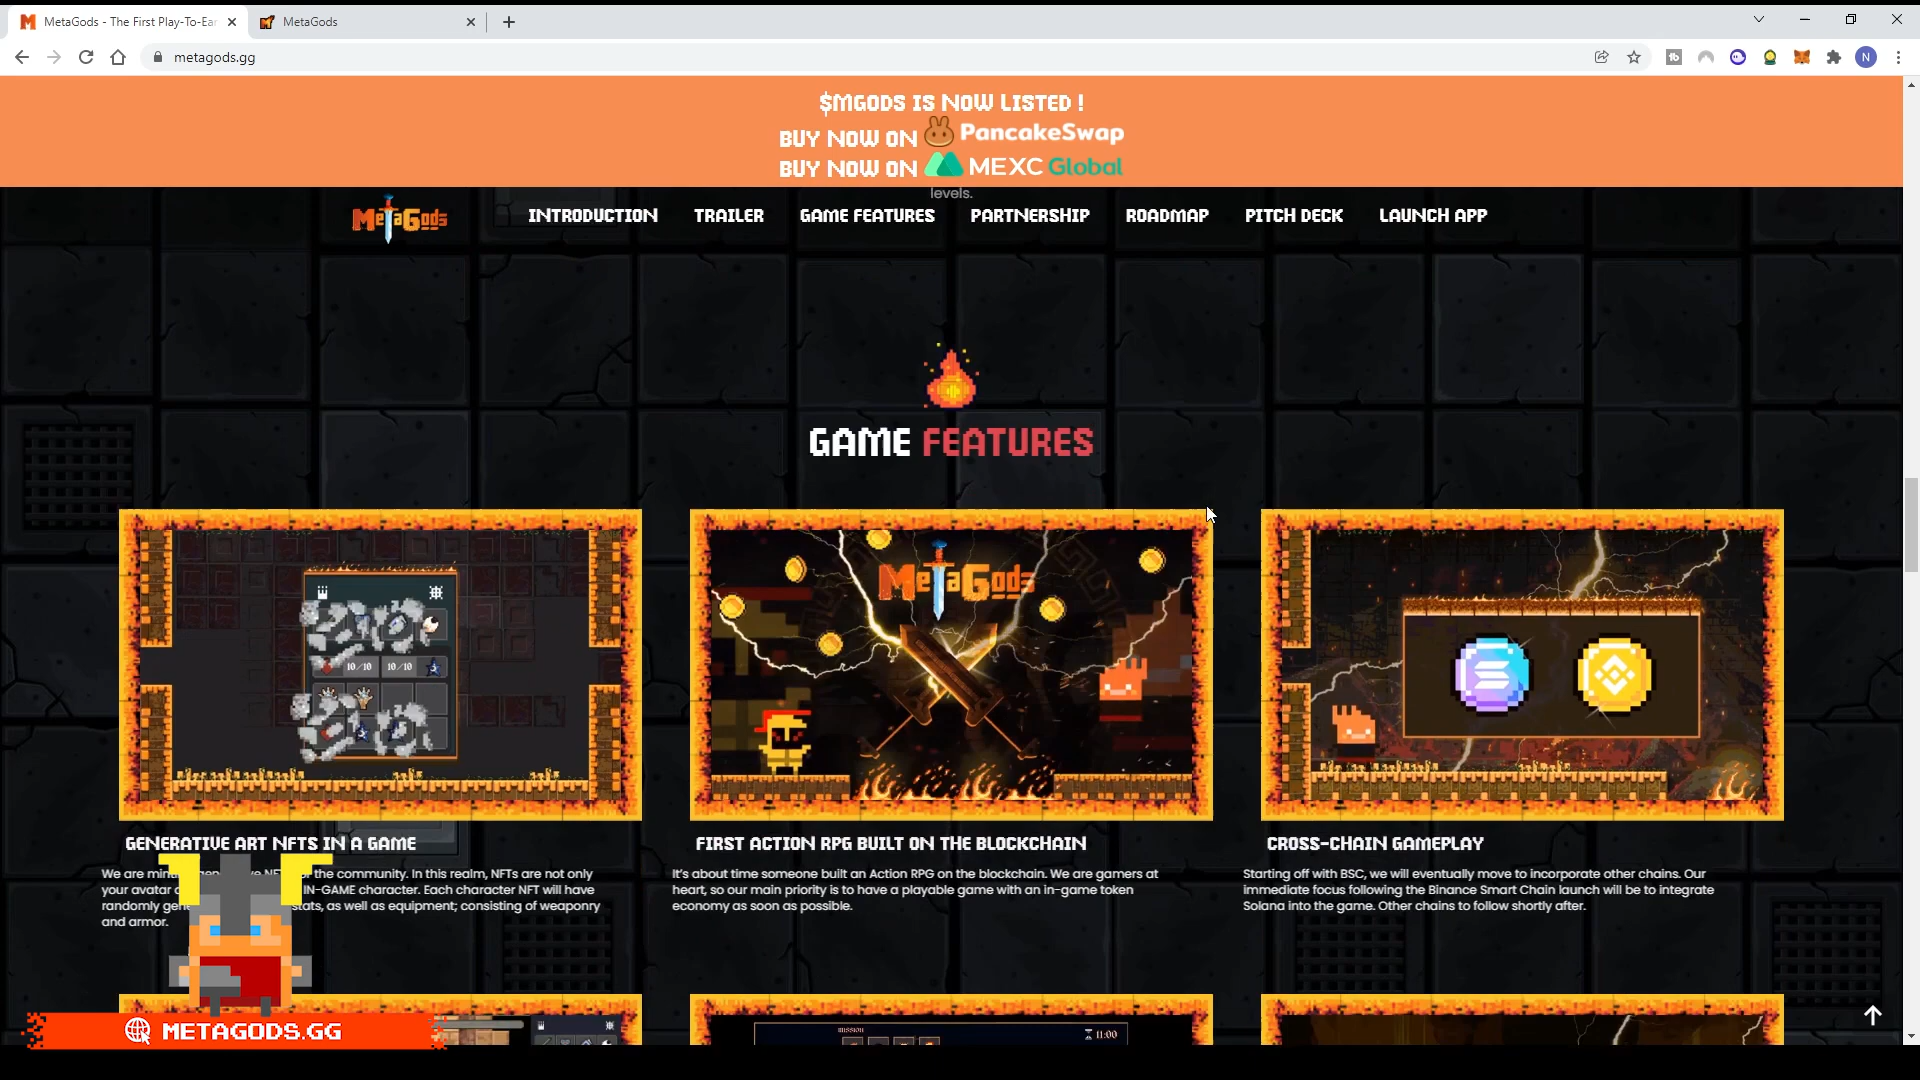 MetaGods - The First Play-To-Ear
MetaGods
metagods.gg
N
$MGODS IS NOW LISTED !
BUY NOW ON PancakeSwap
BUY NOW ON MEXC Global
levels.
MetaGods
INTRODUCTION
TRAILER
GAME FEATURES
PARTNERSHIP
ROADMAP
PITCH DECK
LAUNCH APP
GAME FEATURES
10/10
10/10
MetaGods
GENERATIVE ART NFTS IN A GAME
We are the community. In this realm, NFTs are not only
your avatar IN-GAME character. Each character NFT will have
randomly stats, as well as equipment; consisting of weaponry
and armor.
FIRST ACTION RPG BUILT ON THE BLOCKCHAIN
It's about time someone built an Action RPG on the blockchain. We are gamers at
heart, so our main priority is to have a playable game with an in-game token
economy as soon as possible.
CROSS-CHAIN GAMEPLAY
Starting off with BSC, we will eventually move to incorporate other chains. Our
immediate focus following the Binance Smart Chain launch will be to integrate
Solana into the game. Other chains to follow shortly after.
METAGODS.GG
MISSION
11:00